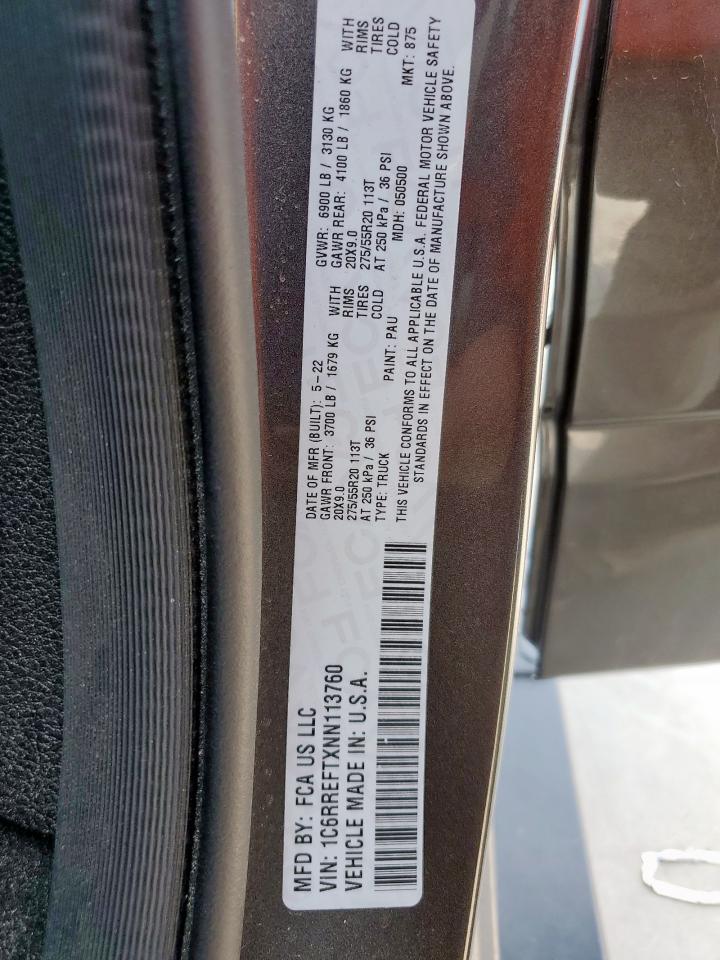 MFD BY: FCA US LLC
VIN: 1C6RREFTXNN113760
VEHICLE MADE IN: U.S.A.
DATE OF MFR (BUILT): 5-22 GVWR: 6900 LB / 3130 KG
GAWR FRONT: 3700 LB / 1679 KG WITH GAWR REAR: 4100 LB / 1860 KG WITH
20X9.0 RIMS 20X9.0 RIMS
275/55R20 113T TIRES 275/55R20 113T TIRES
AT 250 kPa / 36 PSI COLD AT 250 kPa / 36 PSI COLD
TYPE: TRUCK PAINT: PAU MDH: 050500 MKT: 875
THIS VEHICLE CONFORMS TO ALL APPLICABLE U.S.A. FEDERAL MOTOR VEHICLE SAFETY
STANDARDS IN EFFECT ON THE DATE OF MANUFACTURE SHOWN ABOVE.